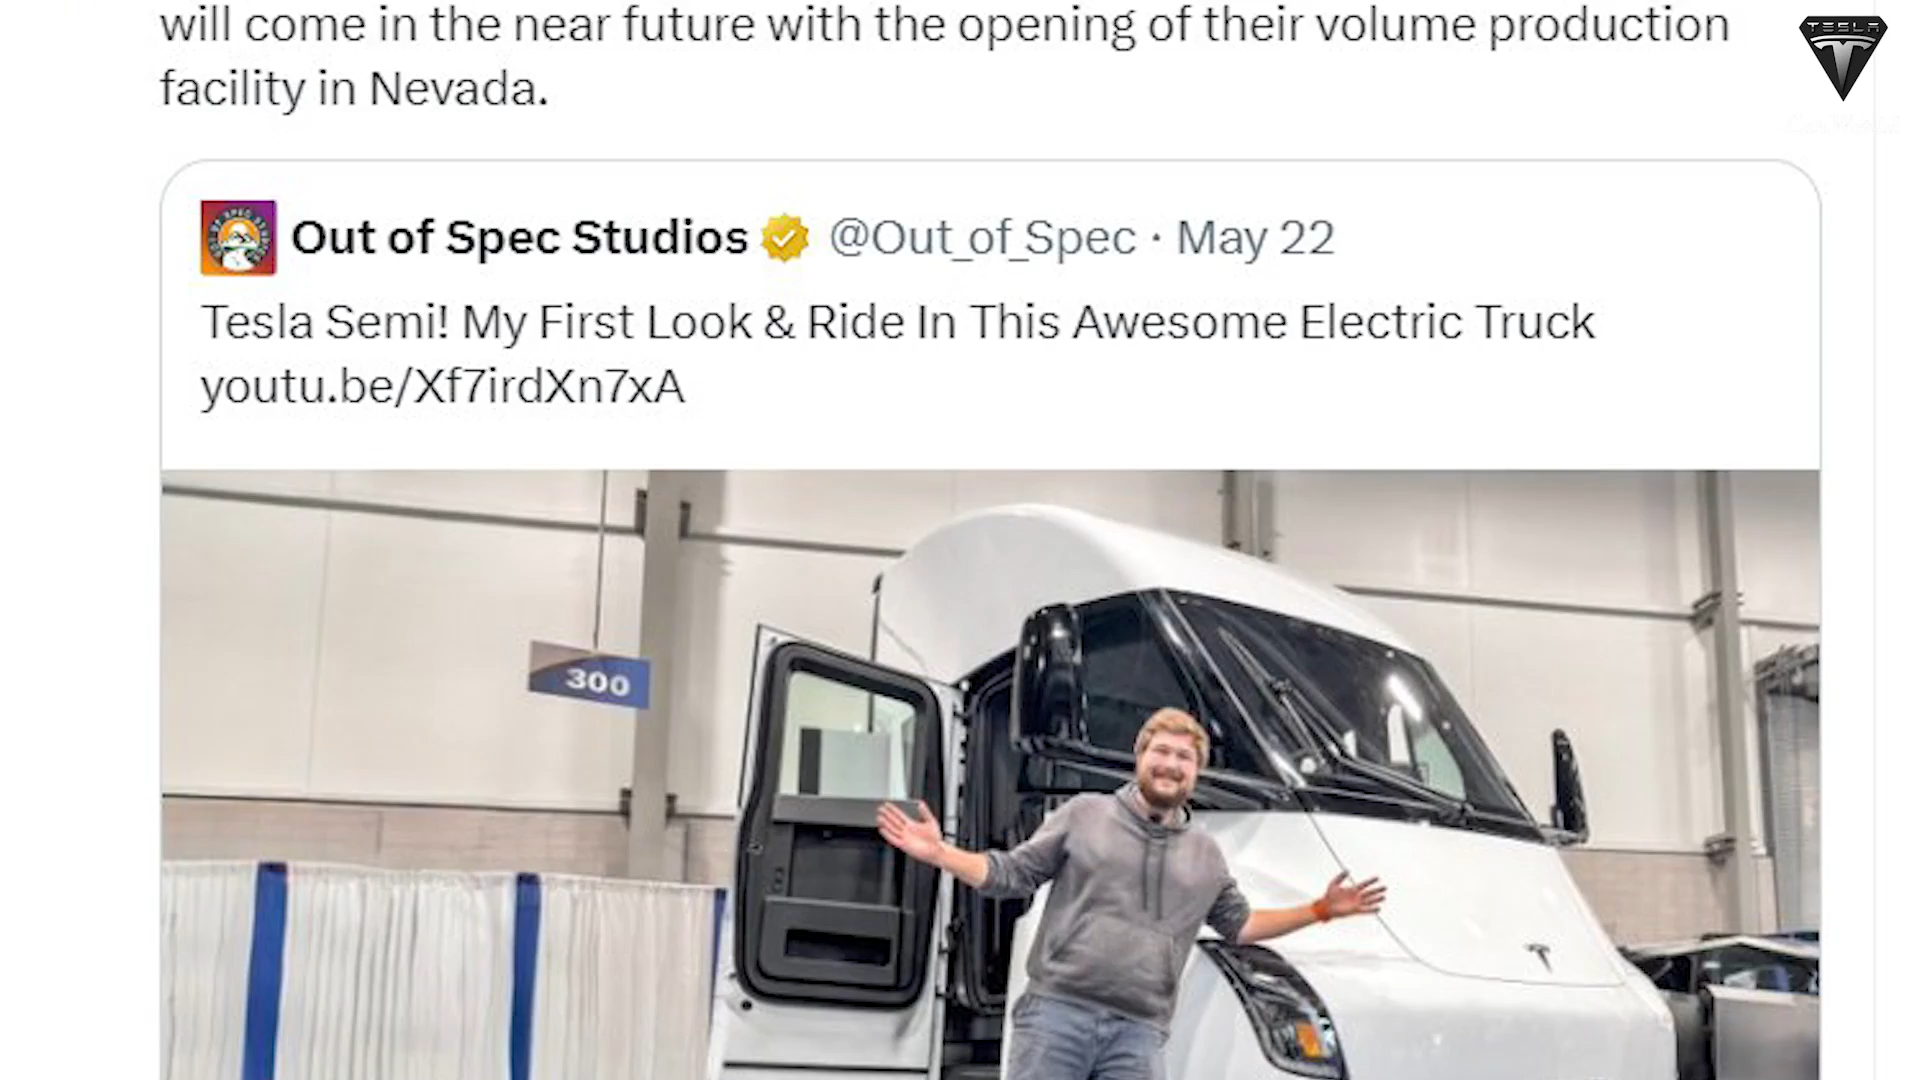 will come in the near future with the opening of their volume production
facility in Nevada.
TESLA
Out of Spec Studios @Out_of_Spec · May 22
Tesla Semi! My First Look & Ride In This Awesome Electric Truck
youtu.be/Xf7irdXn7xA
300